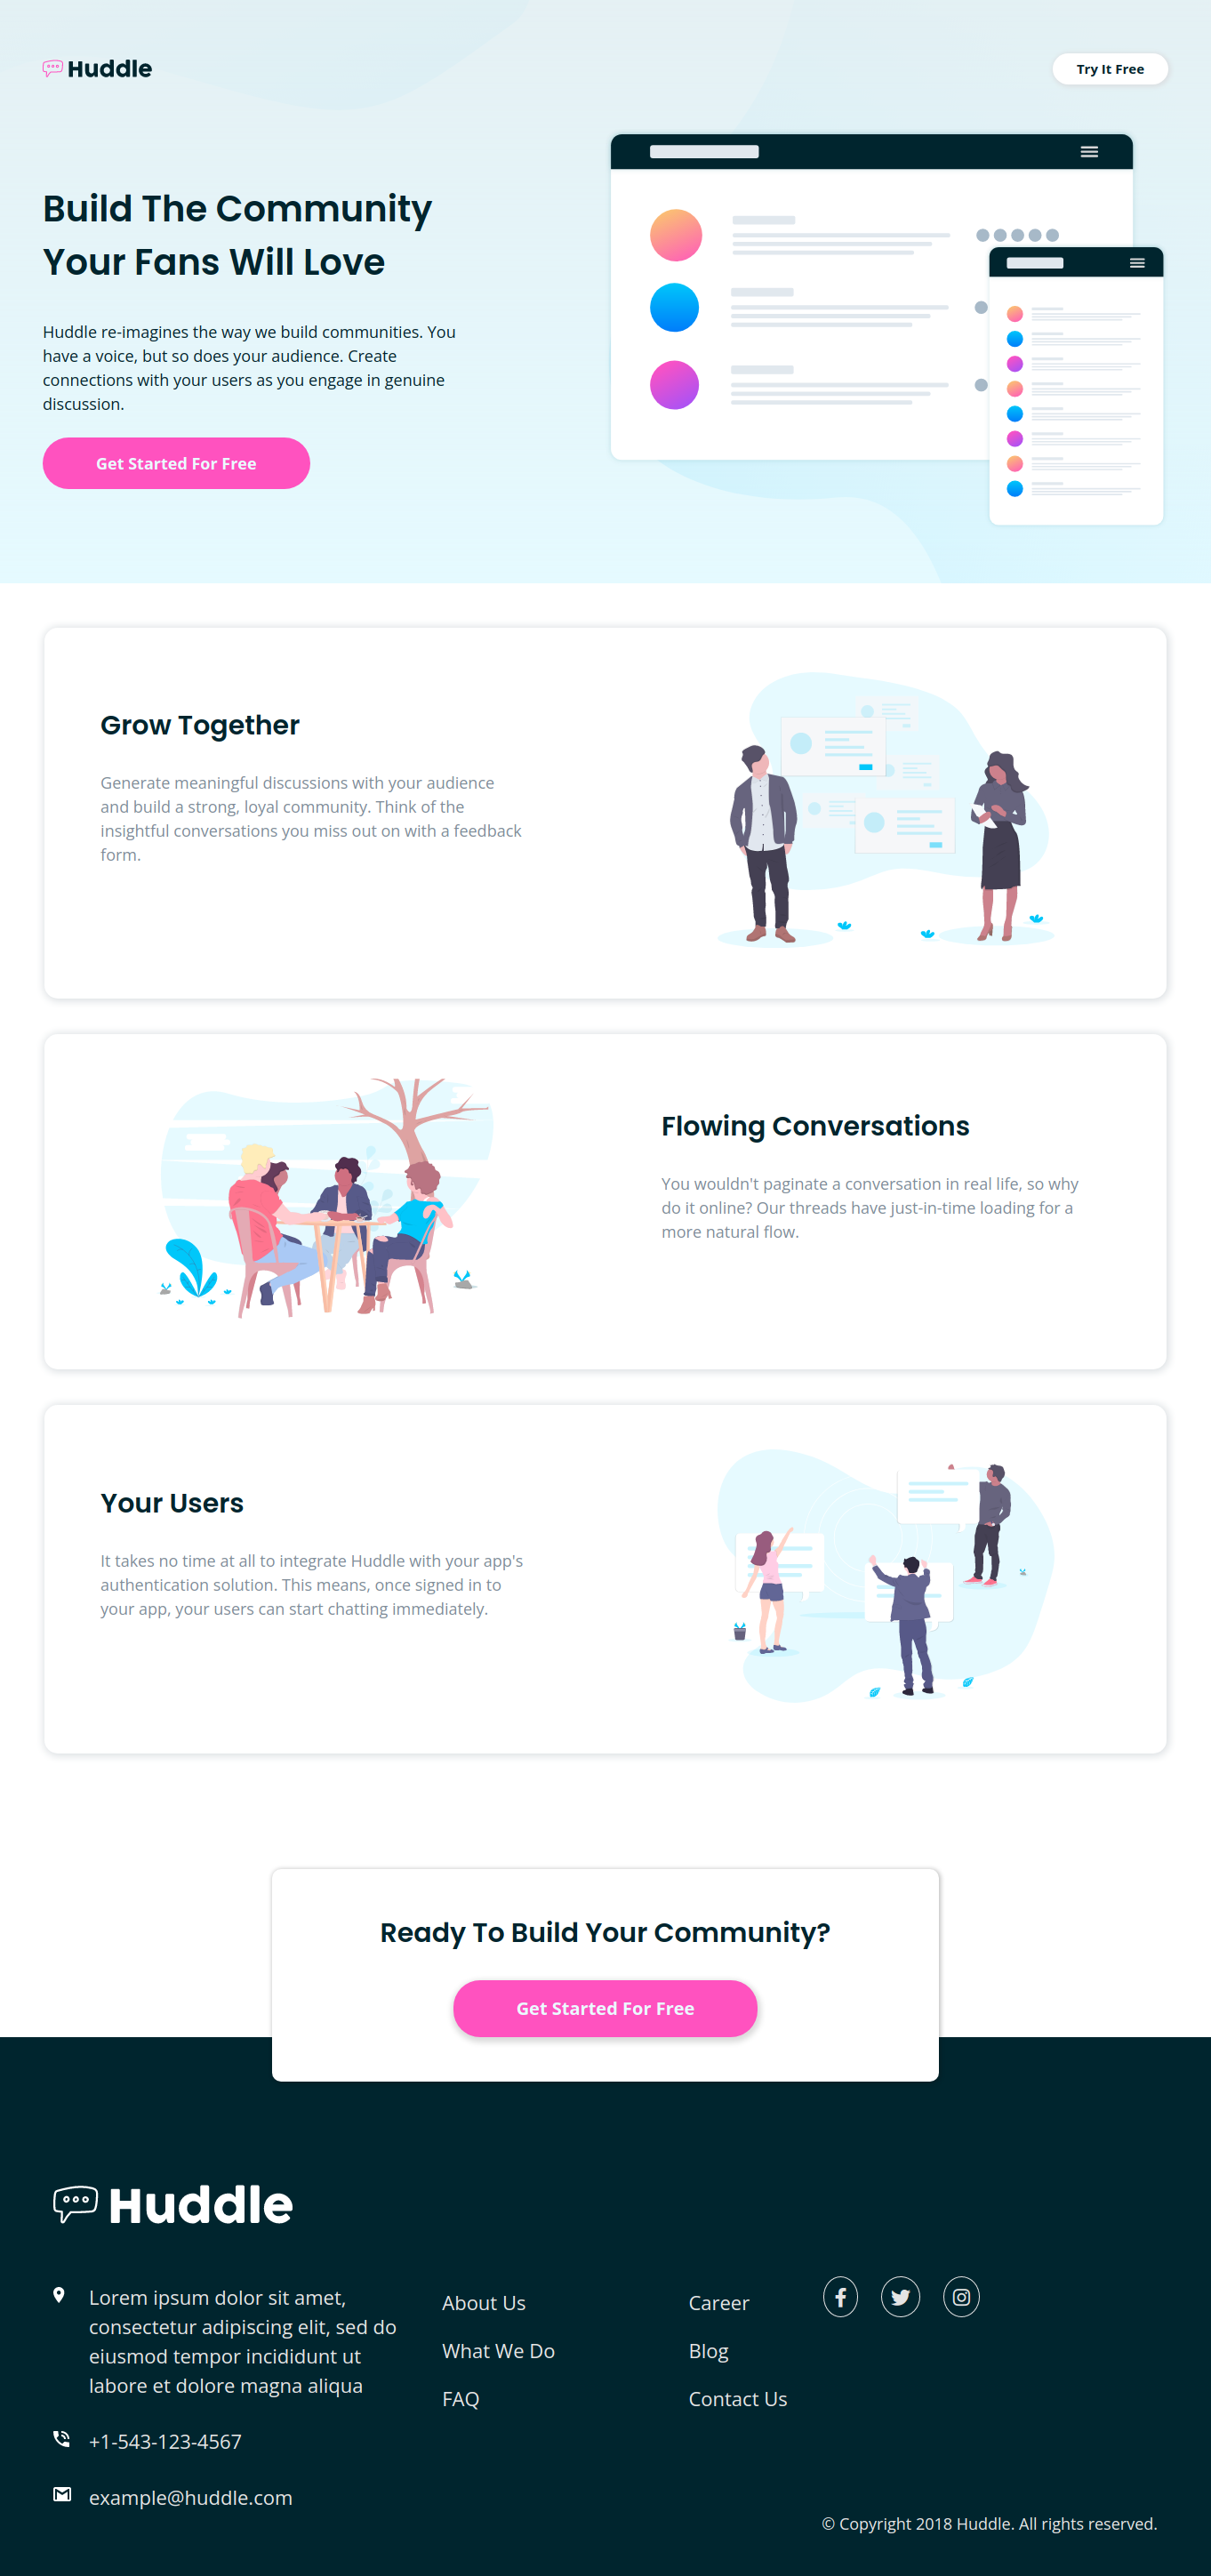 Huddle
Try It Free
Build The Community
Your Fans Will Love
Huddle re-imagines the way we build communities. You
have a voice, but so does your audience. Create
connections with your users as you engage in genuine
discussion.
Get Started For Free
Grow Together
Generate meaningful discussions with your audience
and build a strong, loyal community. Think of the
insightful conversations you miss out on with a feedback
form.
Flowing Conversations
You wouldn't paginate a conversation in real life, so why
do it online? Our threads have just-in-time loading for a
more natural flow.
Your Users
It takes no time at all to integrate Huddle with your app's
authentication solution. This means, once signed in to
your app, your users can start chatting immediately.
Ready To Build Your Community?
Get Started For Free
Huddle
Lorem ipsum dolor sit amet,
consectetur adipiscing elit, sed do
eiusmod tempor incididunt ut
labore et dolore magna aliqua
+1-543-123-4567
example@huddle.com
About Us
What We Do
FAQ
Career
Blog
Contact Us
© Copyright 2018 Huddle. All rights reserved.